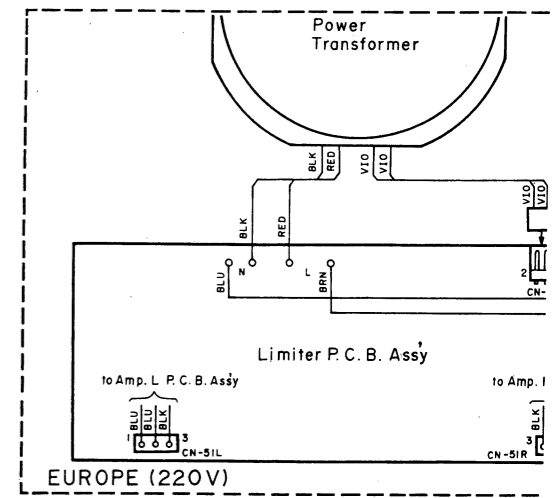 Power
Transformer
BLK
RED
VIO
VIO
VIO
VIO
BLK
RED
BLU
N
L
BRN
2
CN-
Limiter P.C.B. Ass'y
to Amp. L P.C.B. Ass'y
to Amp.
BLU
BLU
BLK
BLK
1
3
3
CN-51L
CN-51R
EUROPE (220V)